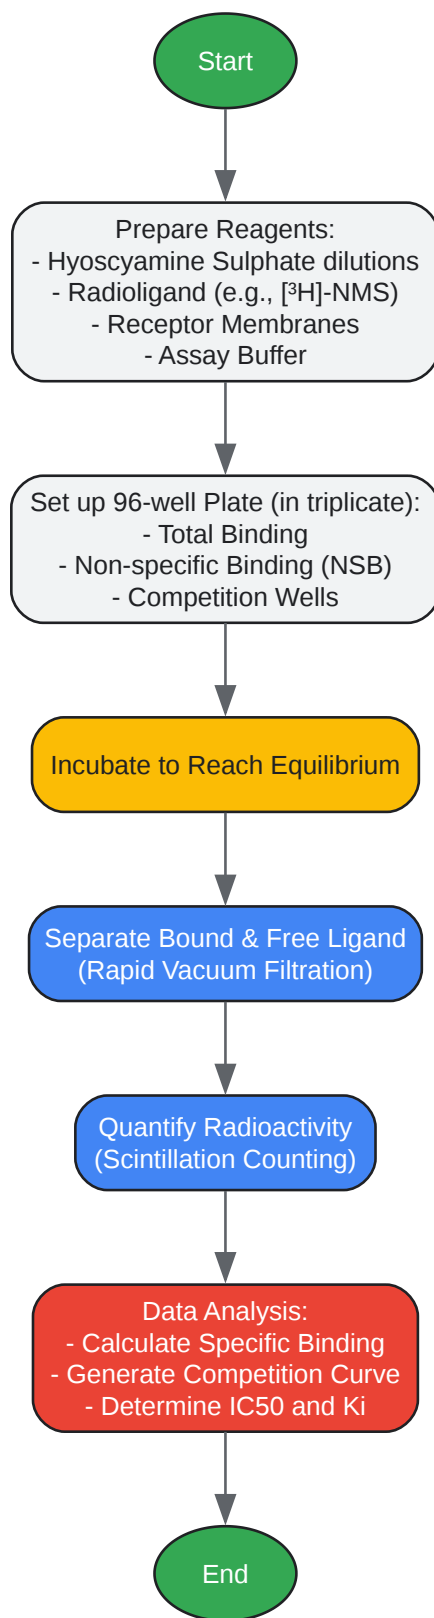 Start
Prepare Reagents:
- Hyoscyamine Sulphate dilutions
- Radioligand (e.g., [³H]-NMS)
- Receptor Membranes
- Assay Buffer
Set up 96-well Plate (in triplicate):
- Total Binding
- Non-specific Binding (NSB)
- Competition Wells
Incubate to Reach Equilibrium
Separate Bound & Free Ligand
(Rapid Vacuum Filtration)
Quantify Radioactivity
(Scintillation Counting)
Data Analysis:
- Calculate Specific Binding
- Generate Competition Curve
- Determine IC50 and Ki
End